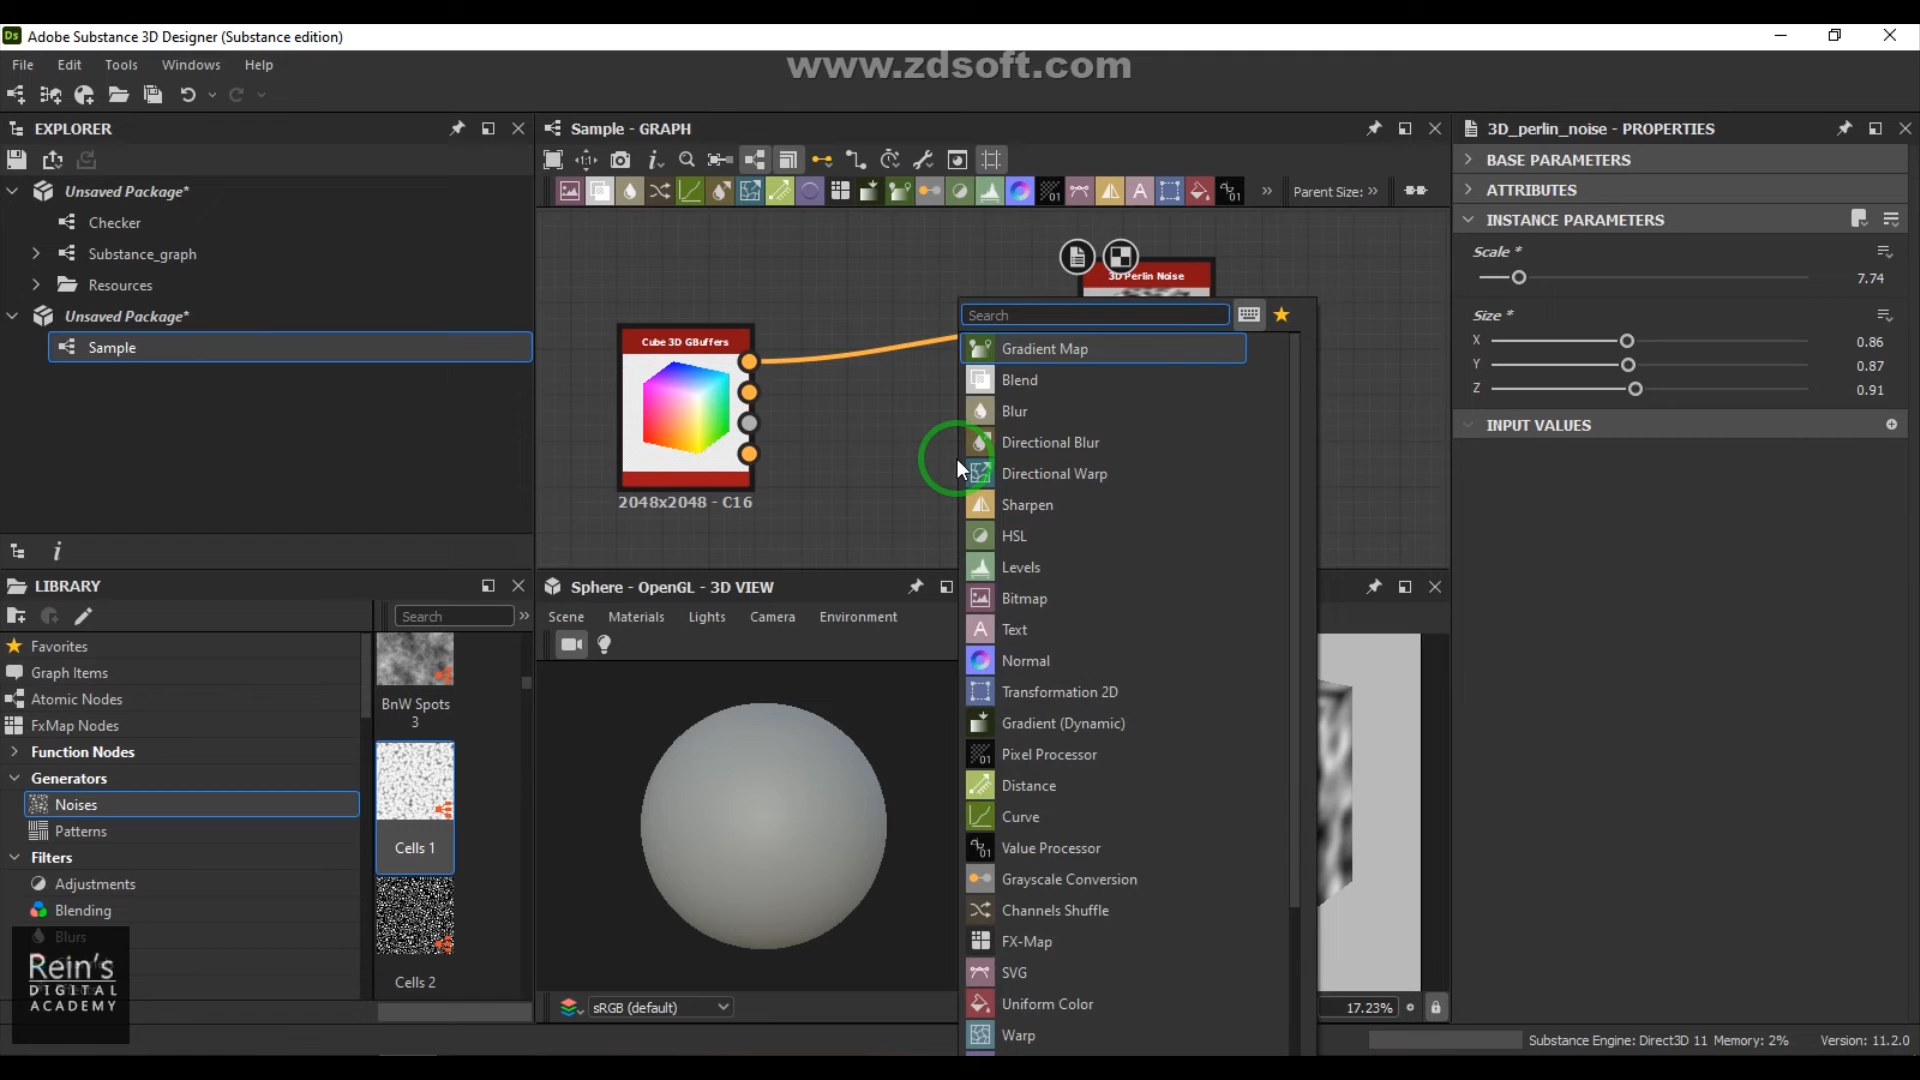 Ds Adobe Substance 3D Designer (Substance edition)
www.zdsoft.com
File Edit Tools Windows Help
EXPLORER
Unsaved Package*
Checker
Substance_graph
Resources
Unsaved Package*
Sample
LIBRARY
Search
Favorites
Graph Items
Atomic Nodes
FxMap Nodes
Function Nodes
Generators
Noises
Patterns
Filters
Adjustments
Blending
Blurs
Rein's
DIGITAL
ACADEMY
BnW Spots
3
Cells 1
Cells 2
Sample - GRAPH
Parent Size:
Cube 3D GBuffers
2048x2048 - C16
3D Perlin Noise
Search
Gradient Map
Blend
Blur
Directional Blur
Directional Warp
Sharpen
HSL
Levels
Bitmap
Text
Normal
Transformation 2D
Gradient (Dynamic)
Pixel Processor
Distance
Curve
Value Processor
Grayscale Conversion
Channels Shuffle
FX-Map
SVG
Uniform Color
Warp
Sphere - OpenGL - 3D VIEW
Scene Materials Lights Camera Environment
sRGB (default)
17.23%
3D_perlin_noise - PROPERTIES
BASE PARAMETERS
ATTRIBUTES
INSTANCE PARAMETERS
Scale *
7.74
Size *
X 0.86
Y 0.87
Z 0.91
INPUT VALUES
Substance Engine: Direct3D 11 Memory: 2% Version: 11.2.0